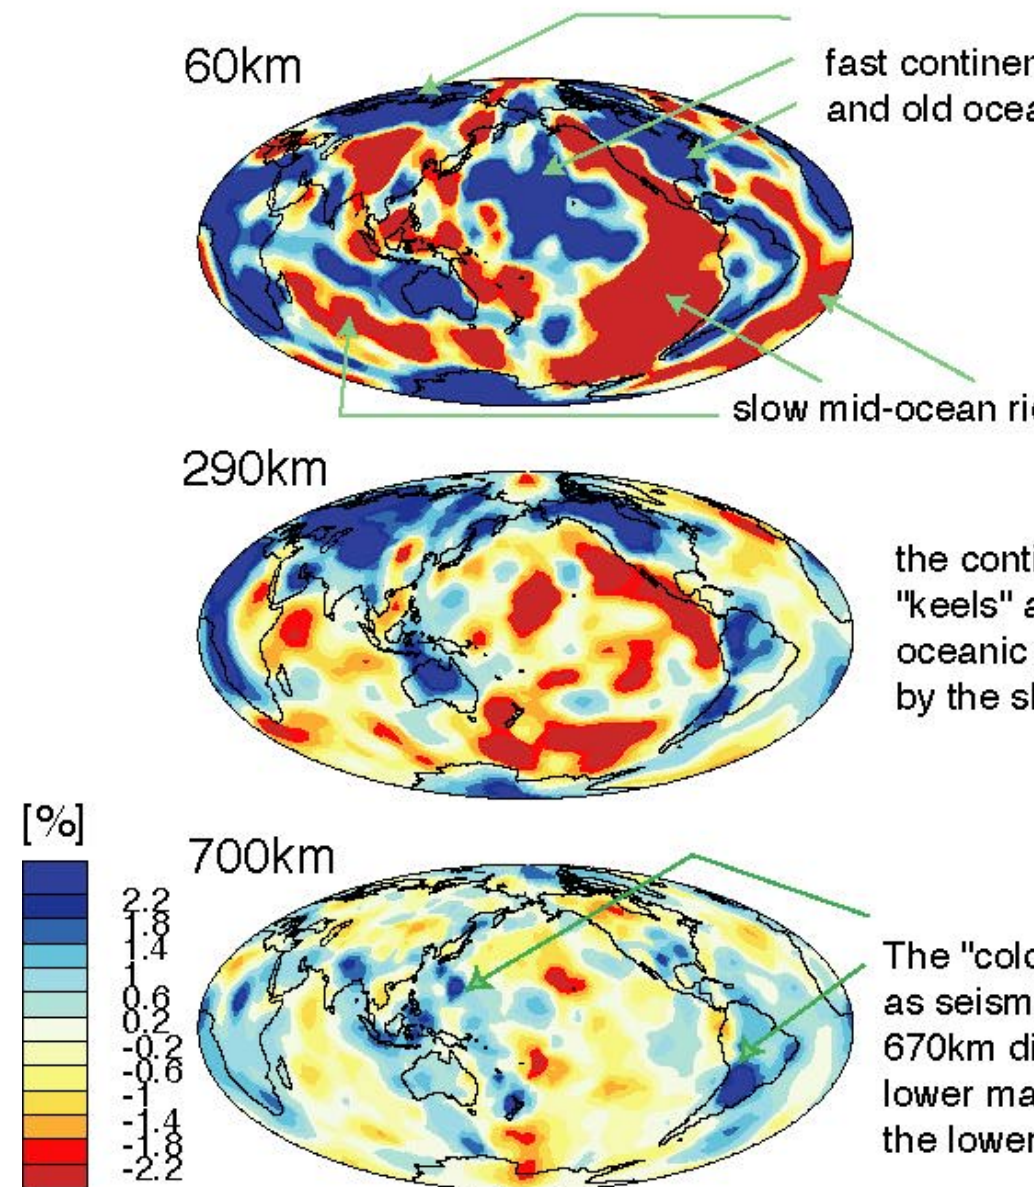 60km
fast continen
and old ocea
slow mid-ocean ri
290km
the conti
"keels" a
oceanic
by the sl
[%]
2.2
1.8
1.4
1
0.6
0.2
-0.2
-0.6
-1
-1.4
-1.8
-2.2
700km
The "cold
as seism
670km di
lower ma
the lower